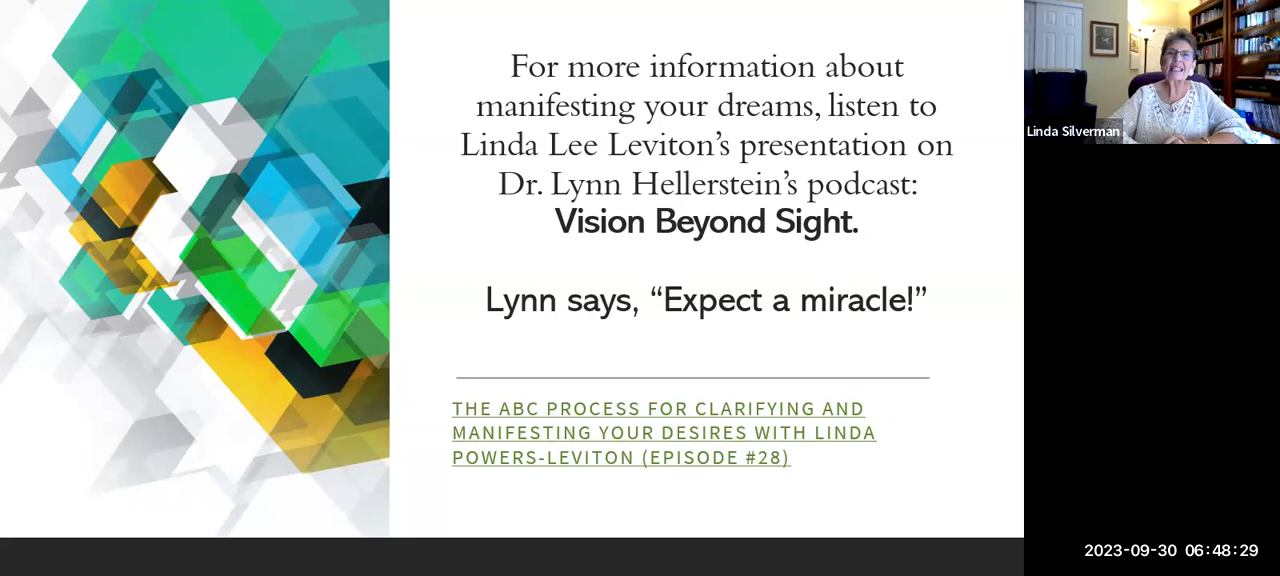 For more information about
manifesting your dreams, listen to
Linda Lee Leviton’s presentation on
Dr. Lynn Hellerstein’s podcast:
Vision Beyond Sight.
Lynn says, “Expect a miracle!”
THE ABC PROCESS FOR CLARIFYING AND
MANIFESTING YOUR DESIRES WITH LINDA
POWERS-LEVITON (EPISODE #28)
Linda Silverman
2023-09-30 06:48:29